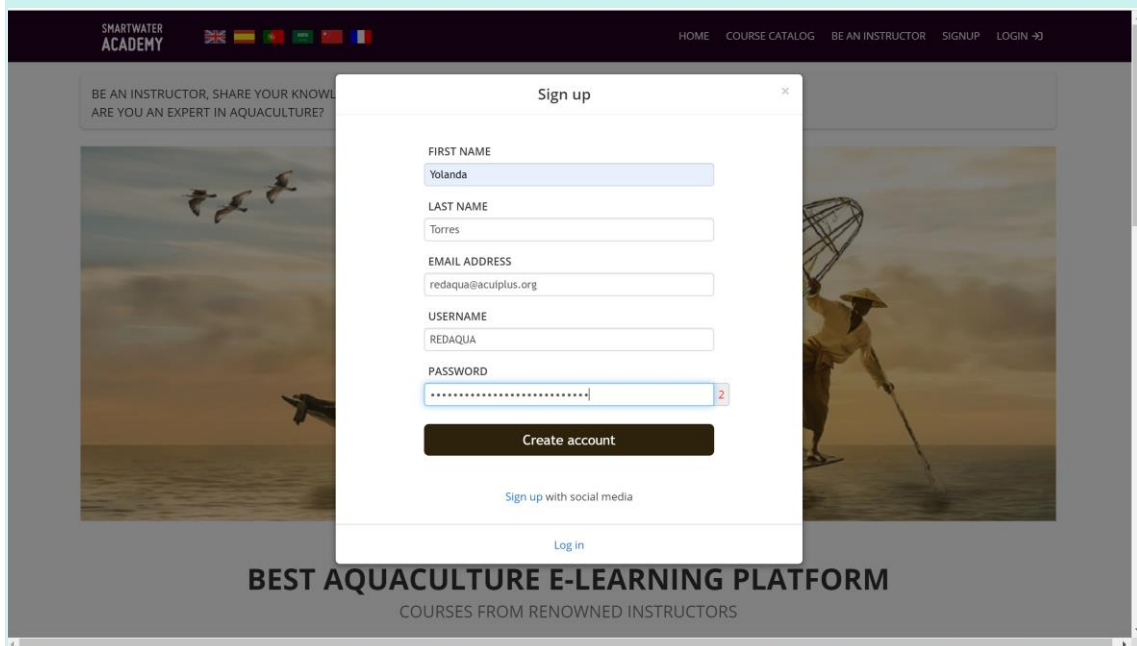 SMARTWATER
ACADEMY
HOME COURSE CATALOG BE AN INSTRUCTOR SIGNUP LOGIN
BE AN INSTRUCTOR, SHARE YOUR KNOWL
ARE YOU AN EXPERT IN AQUACULTURE?
Sign up ×
FIRST NAME
Yolanda
LAST NAME
Torres
EMAIL ADDRESS
redaqua@acuiplus.org
USERNAME
REDAQUA
PASSWORD
2
Create account
Sign up with social media
Log in
BEST AQUACULTURE E-LEARNING PLATFORM
COURSES FROM RENOWNED INSTRUCTORS